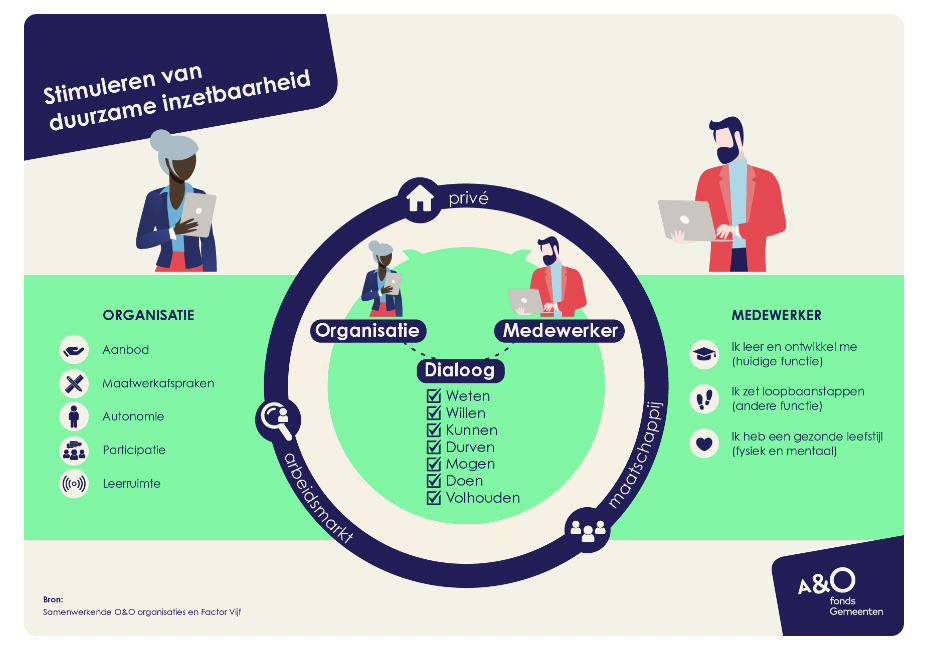 Stimuleren van
duurzame inzetbaarheid
privé
Organisatie
Medewerker
Dialoog
Weten
Willen
Kunnen
Durven
Mogen
Doen
Volhouden
arbeidsmarkt
maatschappij
ORGANISATIE
Aanbod
Maatwerkafspraken
Autonomie
Participatie
Leerruimte
MEDEWERKER
Ik leer en ontwikkel me
(huidige functie)
Ik zet loopbaanstappen
(andere functie)
Ik heb een gezonde leefstijl
(fysiek en mentaal)
Bron:
Samenwerkende O&O organisaties en Factor Vijf
A&O
fonds
Gemeenten